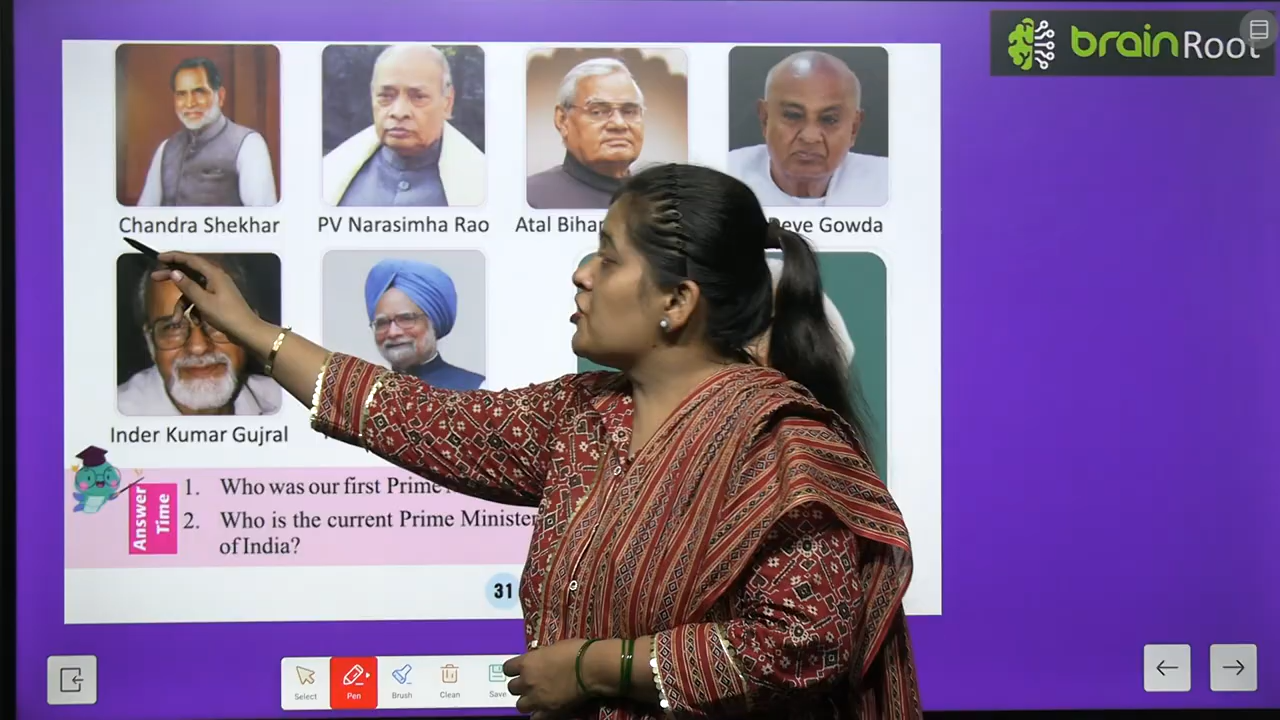 brainRoot
Chandra Shekhar
PV Narasimha Rao
Atal Bihar
Deve Gowda
Inder Kumar Gujral
Answer
Time
1. Who was our first Prime
2. Who is the current Prime Minister
of India?
31
Select
Pen
Brush
Clean
Save